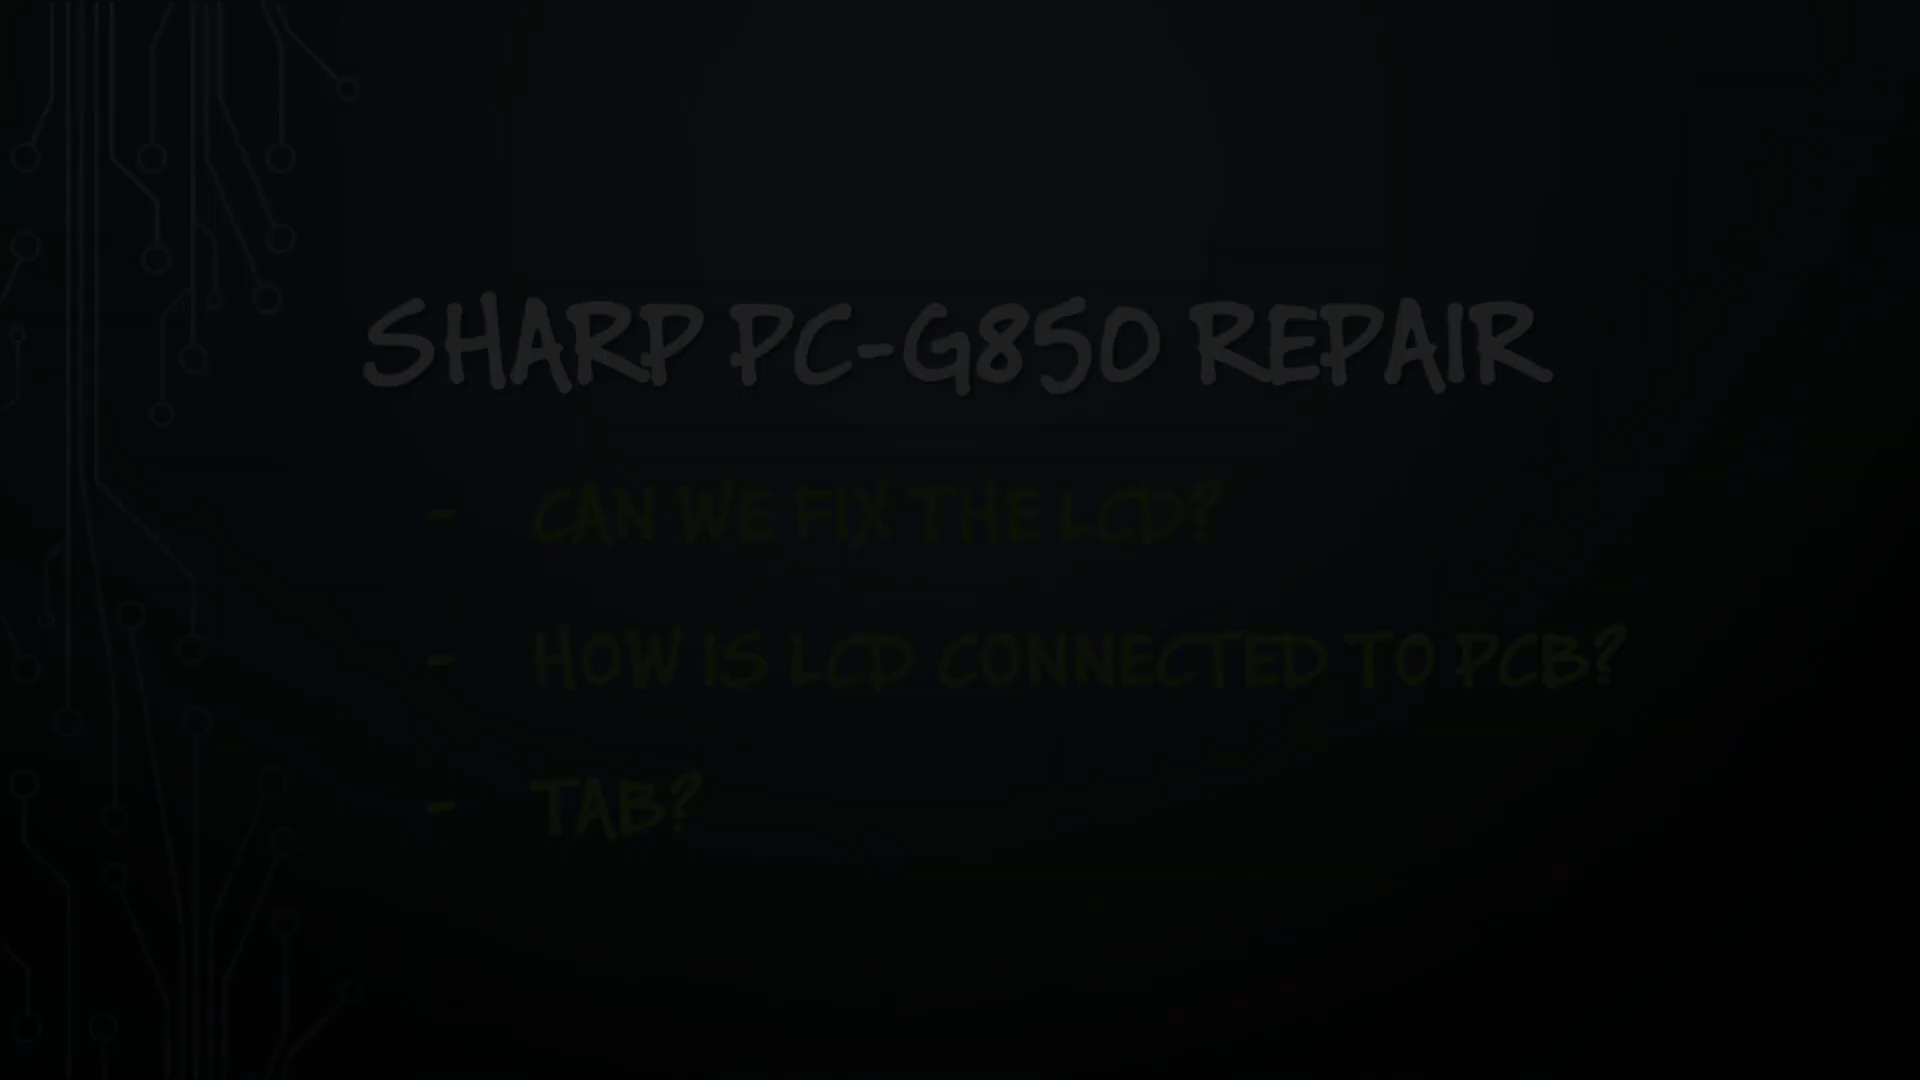 SHARP PC-G850 REPAIR
- CAN WE FIX THE LCD?
- HOW IS LCD CONNECTED TO PCB?
- TAB?